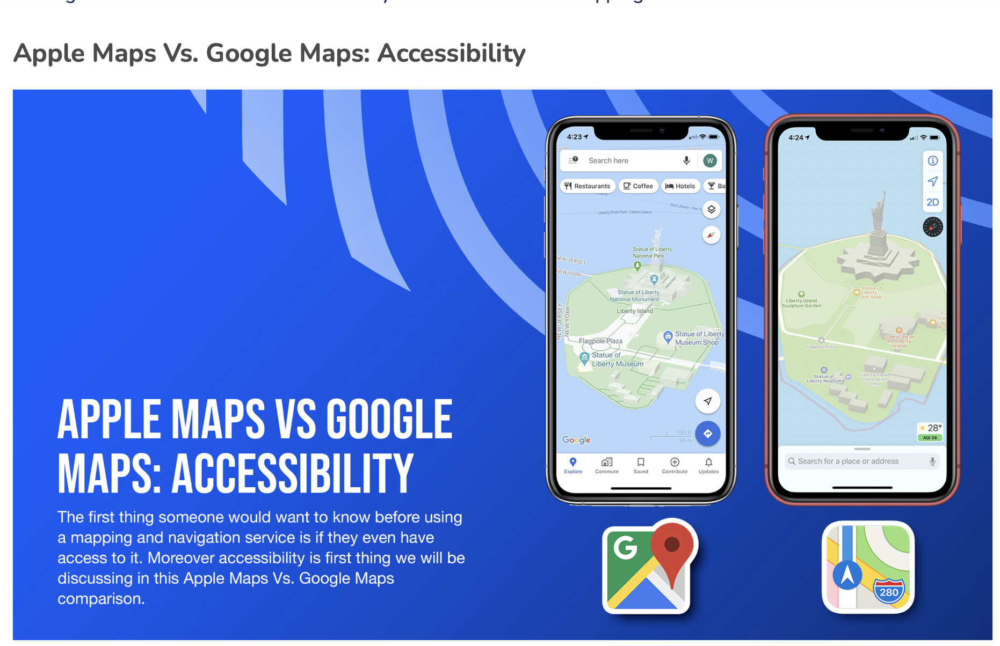 Apple Maps Vs. Google Maps: Accessibility
APPLE MAPS VS GOOGLE
MAPS: ACCESSIBILITY
The first thing someone would want to know before using
a mapping and navigation service is if they even have
access to it. Moreover accessibility is first thing we will be
discussing in this Apple Maps Vs. Google Maps
comparison.
4:23
Search here
W
Restaurants
Coffee
Hotels
Ba
Liberty State Park - Liberty Island
Statue of Liberty
National Park
NEW JERSEY
NEW YORK
Statue of Liberty
National Monument
Liberty Island
NEW JERSEY
NEW YORK
Statue of Liberty
Museum Shop
Flagpole Plaza
Statue of
Liberty Museum
Google
100 ft
50 m
Explore
Commute
Saved
Contribute
Updates
4:24
2D
Statue of
Liberty -
Gift Shop
Liberty Island
Sculpture Garden
Crown Cafe on
the Liberty
Island
Flagpole Plaza
Statue of
Liberty Museum
Liberty Island
Information
center
28°
AQI 38
Search for a place or address
G
280